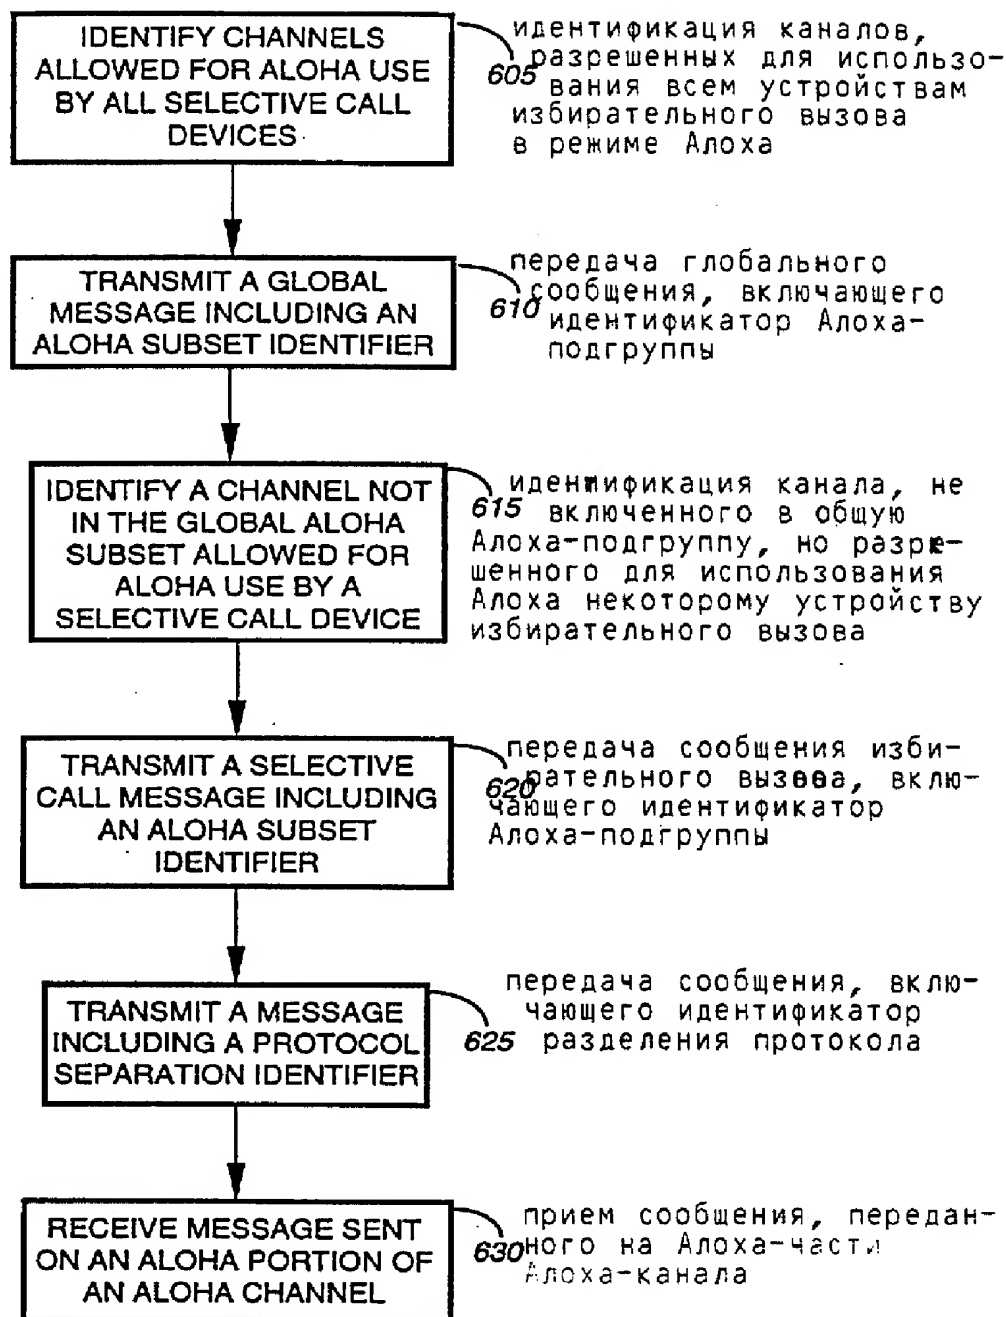 IDENTIFY CHANNELS
ALLOWED FOR ALOHA USE
BY ALL SELECTIVE CALL
DEVICES
605
идентификация каналов,
разрешенных для использо-
вания всем устройствам
избирательного вызова
в режиме Алоха
TRANSMIT A GLOBAL
MESSAGE INCLUDING AN
ALOHA SUBSET IDENTIFIER
610
передача глобального
сообщения, включающего
идентификатор Алоха-
подгруппы
IDENTIFY A CHANNEL NOT
IN THE GLOBAL ALOHA
SUBSET ALLOWED FOR
ALOHA USE BY A
SELECTIVE CALL DEVICE
615
идентификация канала, не
включенного в общую
Алоха-подгруппу, но разре-
шенного для использования
Алоха некоторому устройству
избирательного вызова
TRANSMIT A SELECTIVE
CALL MESSAGE INCLUDING
AN ALOHA SUBSET
IDENTIFIER
620
передача сообщения изби-
рательного вызова, вклю-
чающего идентификатор
Алоха-подгруппы
TRANSMIT A MESSAGE
INCLUDING A PROTOCOL
SEPARATION IDENTIFIER
625
передача сообщения, вклю-
чающего идентификатор
разделения протокола
RECEIVE MESSAGE SENT
ON AN ALOHA PORTION OF
AN ALOHA CHANNEL
630
прием сообщения, передан-
ного на Алоха-части
Алоха-канала